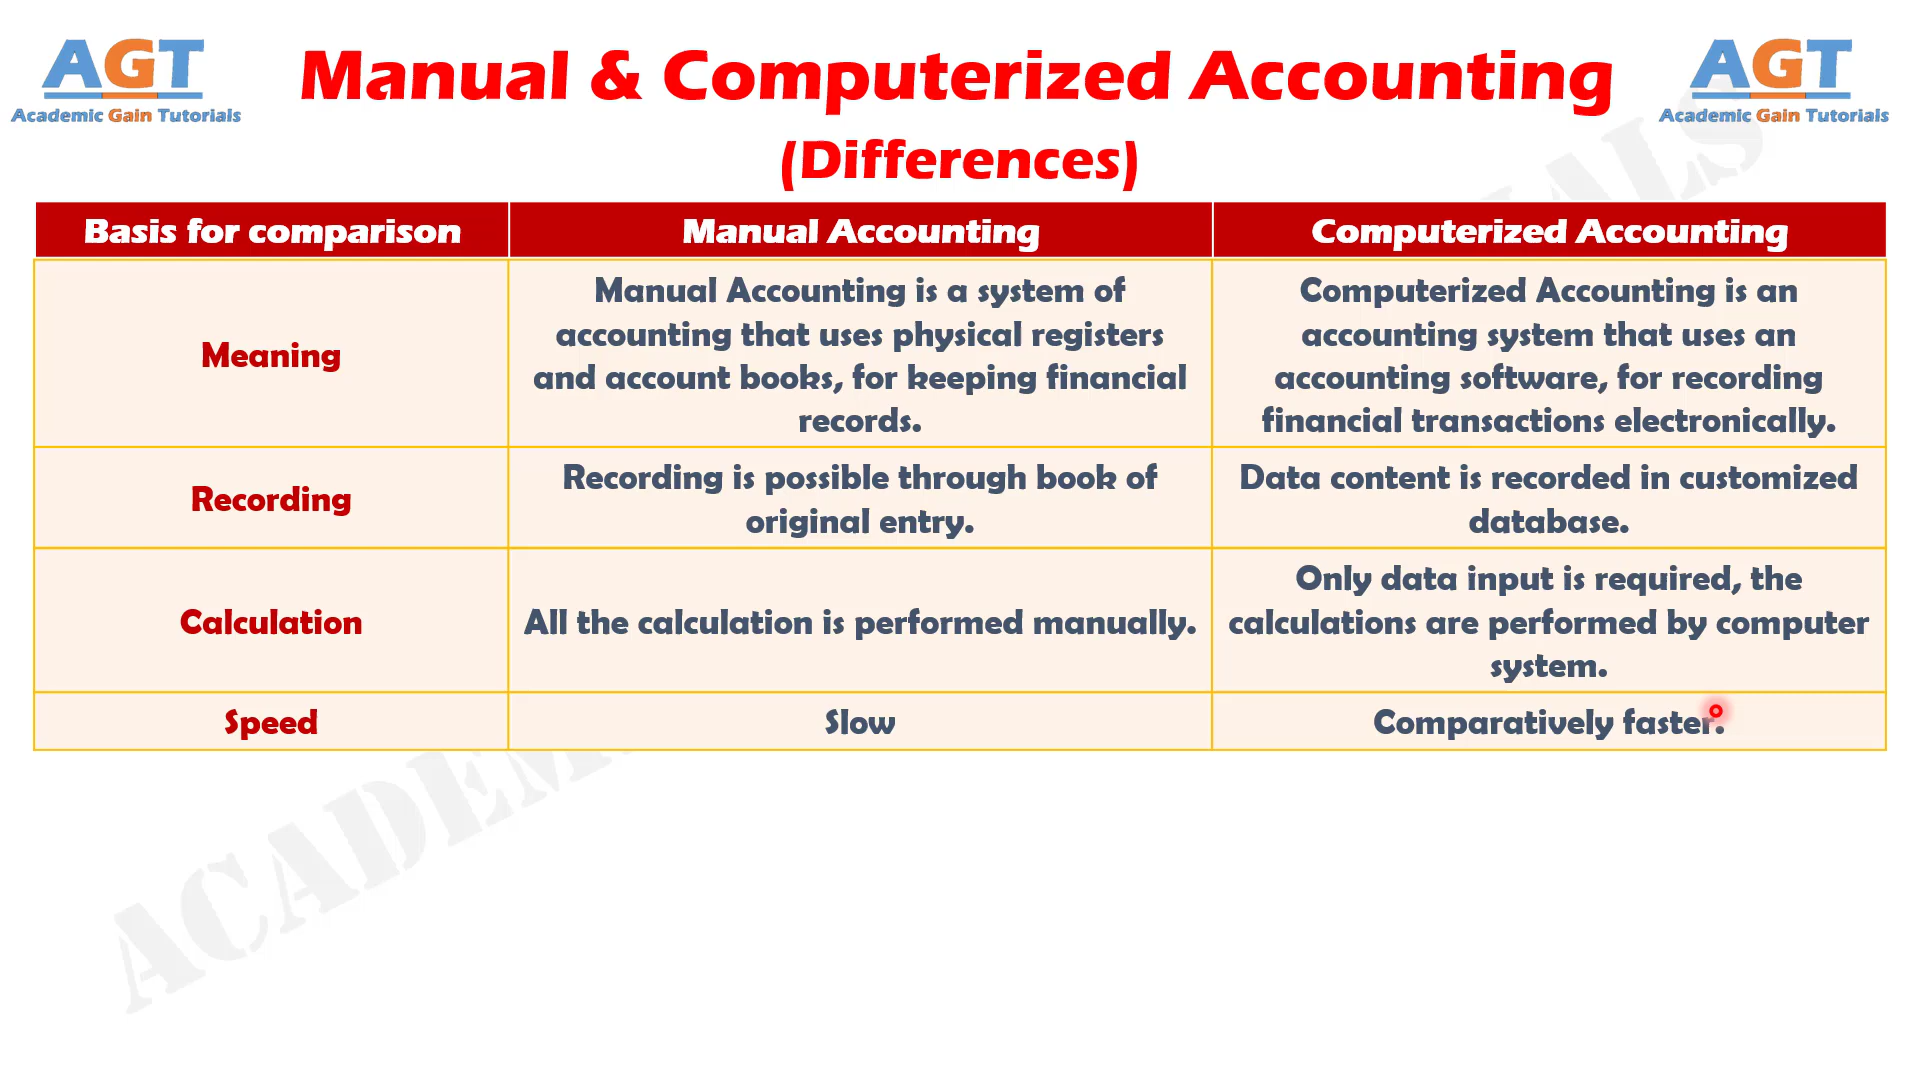 AGT
Academic Gain Tutorials
Manual & Computerized Accounting
(Differences)
AGT
Academic Gain Tutorials
Basis for comparison
Manual Accounting
Computerized Accounting
Meaning
Manual Accounting is a system of
accounting that uses physical registers
and account books, for keeping financial
records.
Computerized Accounting is an
accounting system that uses an
accounting software, for recording
financial transactions electronically.
Recording
Recording is possible through book of
original entry.
Data content is recorded in customized
database.
Calculation
All the calculation is performed manually.
Only data input is required, the
calculations are performed by computer
system.
Speed
Slow
Comparatively faster.